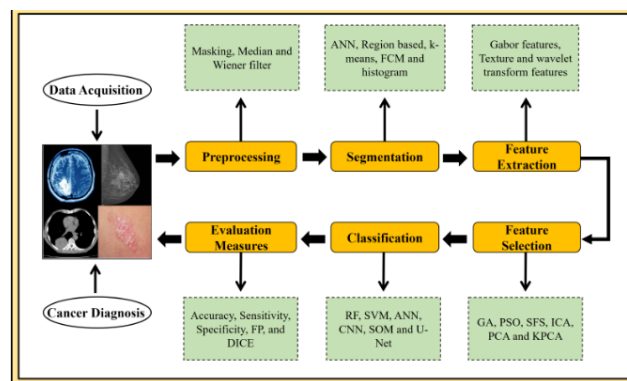 Masking, Median and
Wiener filter
ANN, Region based, k-
means, FCM and
histogram
Gabor features,
Texture and wavelet
transform features
Data Acquisition
Preprocessing
Segmentation
Feature
Extraction
Evaluation
Measures
Classification
Feature
Selection
Cancer Diagnosis
Accuracy, Sensitivity,
Specificity, FP, and
DICE
RF, SVM, ANN,
CNN, SOM and U-
Net
GA, PSO, SFS, ICA,
PCA and KPCA